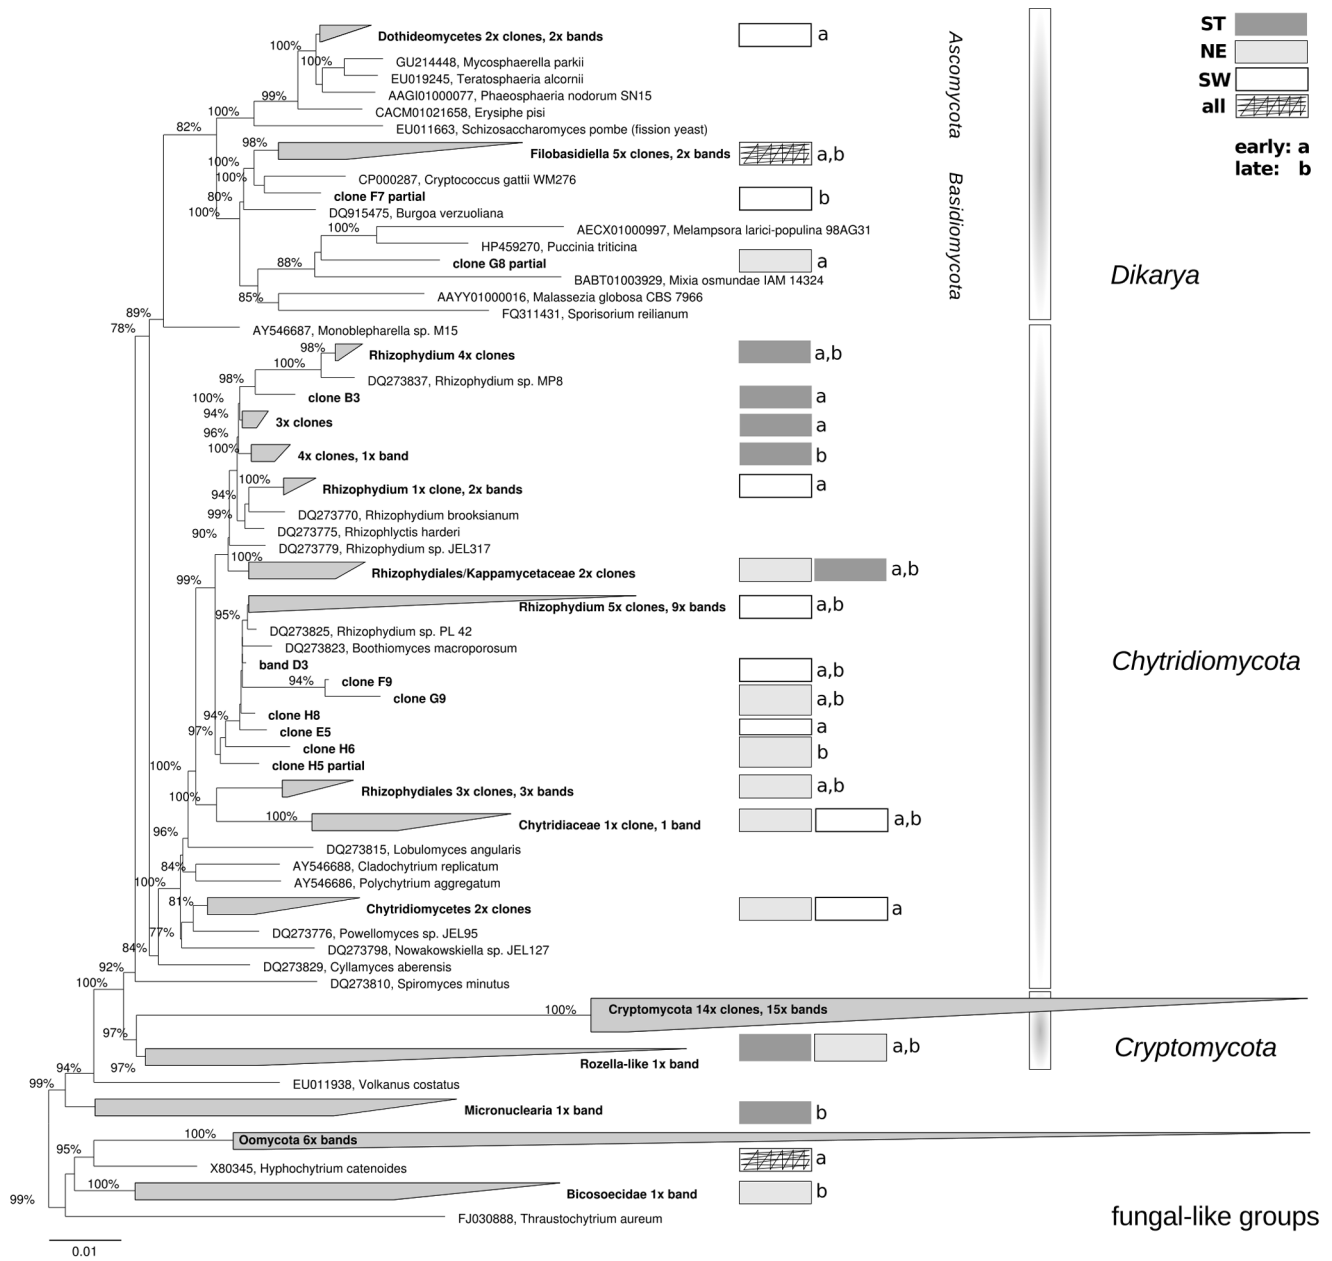 ST
NE
SW
all
early: a
late: b
Ascomycota
Basidiomycota
Dikarya
Chytridiomycota
Cryptomycota
fungal-like groups
100%
Dothideomycetes 2x clones, 2x bands
a
100%
GU214448, Mycosphaerella parkii
EU019245, Teratosphaeria alcornii
99%
AAGI01000077, Phaeosphaeria nodorum SN15
100%
CACM01021658, Erysiphe pisi
82%
EU011663, Schizosaccharomyces pombe (fission yeast)
98%
Filobasidiella 5x clones, 2x bands
a,b
100%
100%
CP000287, Cryptococcus gattii WM276
80%
clone F7 partial
b
100%
DQ915475, Burgoa verzuoliana
100%
AECX01000997, Melampsora larici-populina 98AG31
HP459270, Puccinia triticina
88%
clone G8 partial
a
BABT01003929, Mixia osmundae IAM 14324
85%
AAYY01000016, Malassezia globosa CBS 7966
89%
FQ311431, Sporisorium reilianum
78%
AY546687, Monoblepharella sp. M15
98%
Rhizophydium 4x clones
a,b
100%
98%
DQ273837, Rhizophydium sp. MP8
100%
clone B3
a
94%
3x clones
a
96%
100%
4x clones, 1x band
b
100%
94%
Rhizophydium 1x clone, 2x bands
a
99%
DQ273770, Rhizophydium brooksianum
90%
DQ273775, Rhizophlyctis harderi
DQ273779, Rhizophydium sp. JEL317
100%
99%
Rhizophydiales/Kappamycetaceae 2x clones
a,b
95%
Rhizophydium 5x clones, 9x bands
a,b
DQ273825, Rhizophydium sp. PL 42
DQ273823, Boothiomyces macroporosum
band D3
a,b
94%
clone F9
clone G9
a,b
94%
clone H8
97%
clone E5
a
clone H6
b
100%
clone H5 partial
100%
Rhizophydiales 3x clones, 3x bands
a,b
100%
Chytridiaceae 1x clone, 1 band
a,b
96%
DQ273815, Lobulomyces angularis
84%
AY546688, Cladochytrium replicatum
100%
AY546686, Polychytrium aggregatum
81%
Chytridiomycetes 2x clones
a
77%
DQ273776, Powellomyces sp. JEL95
84%
DQ273798, Nowakowskiella sp. JEL127
92%
DQ273829, Cyllamyces aberensis
100%
DQ273810, Spiromyces minutus
100%
Cryptomycota 14x clones, 15x bands
97%
97%
Rozella-like 1x band
a,b
94%
99%
EU011938, Volkanus costatus
Micronuclearia 1x band
b
100%
Oomycota 6x bands
95%
X80345, Hyphochytrium catenoides
a
100%
Bicosoecidae 1x band
b
99%
FJ030888, Thraustochytrium aureum
0.01